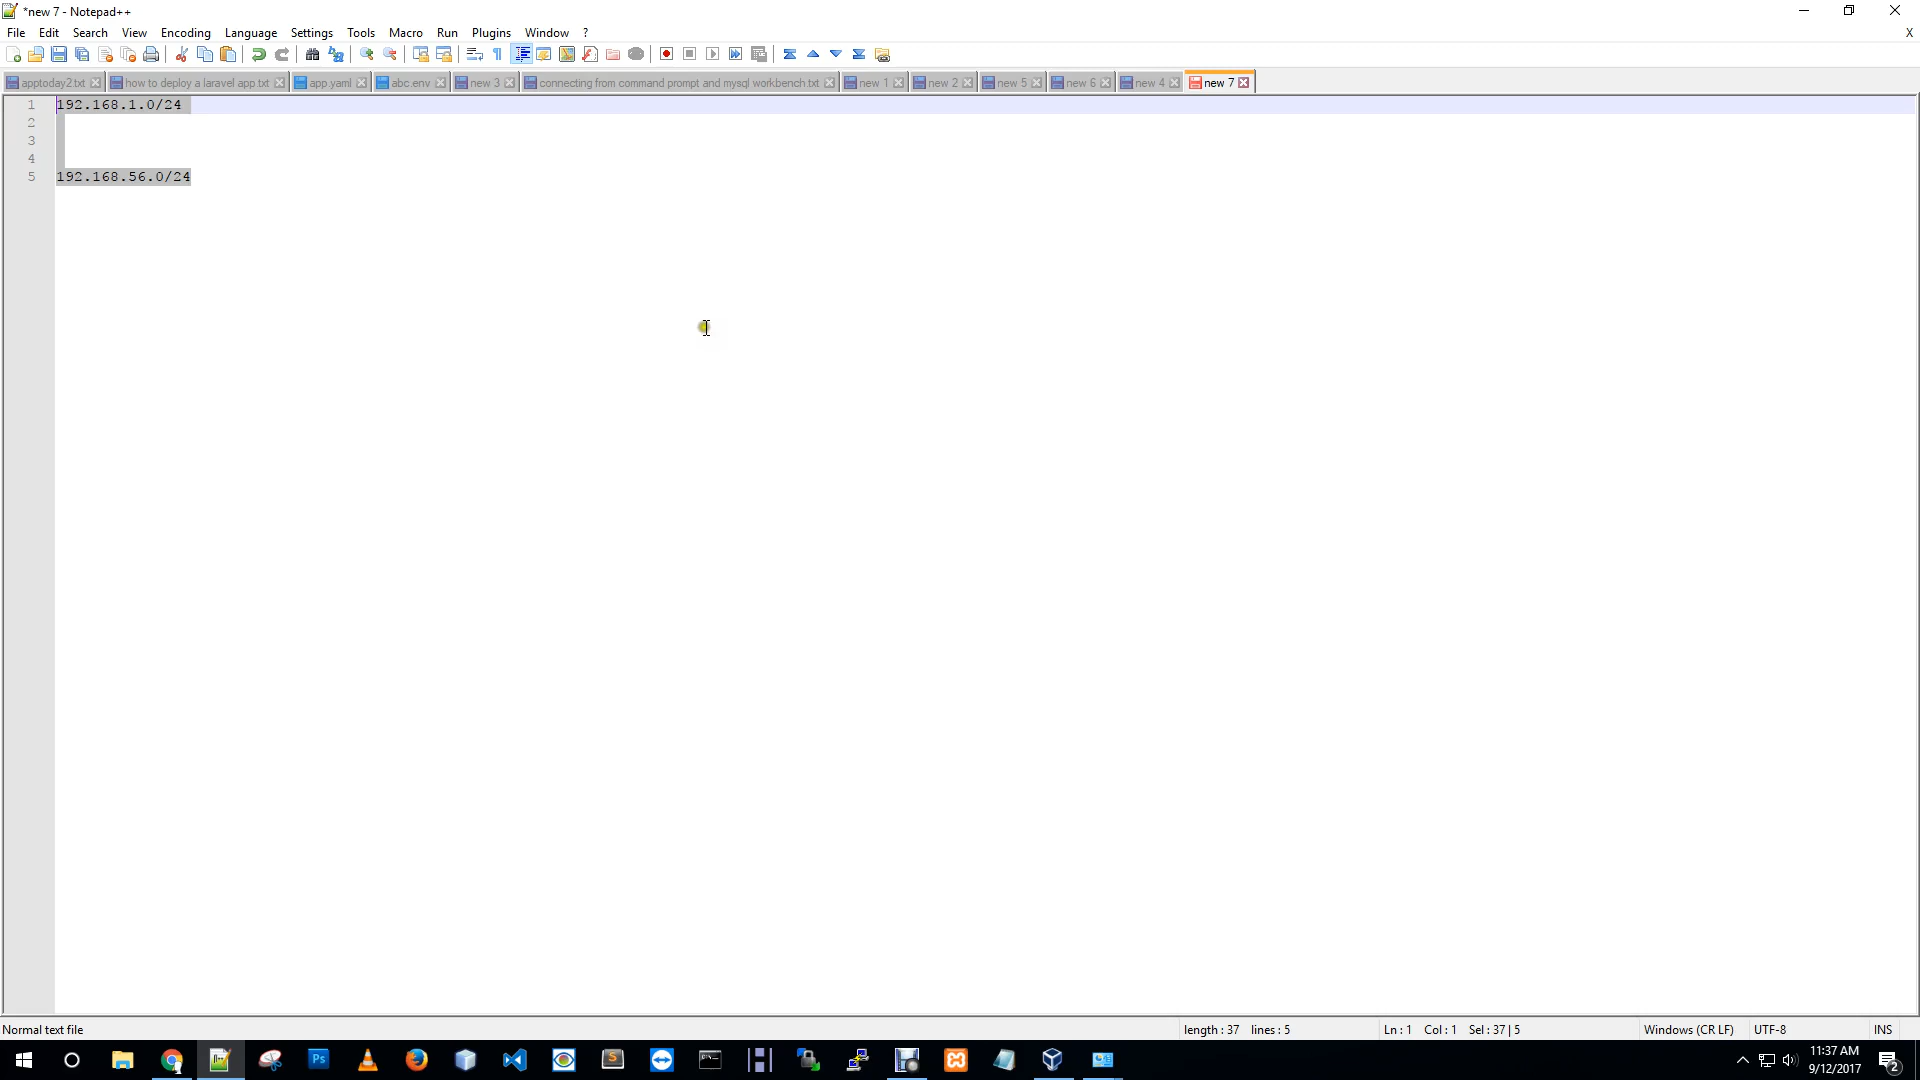 *new 7 - Notepad++
File Edit Search View Encoding Language Settings Tools Macro Run Plugins Window ? X
apptoday2.txt how to deploy a laravel app.txt app.yaml abc.env new 3 connecting from command prompt and mysql workbench.txt new 1 new 2 new 5 new 6 new 4 new 7
1 192.168.1.0/24
2
3
4
5 192.168.56.0/24
Normal text file length : 37 lines : 5 Ln : 1 Col : 1 Sel : 37 | 5 Windows (CR LF) UTF-8 INS
11:37 AM
9/12/2017
2